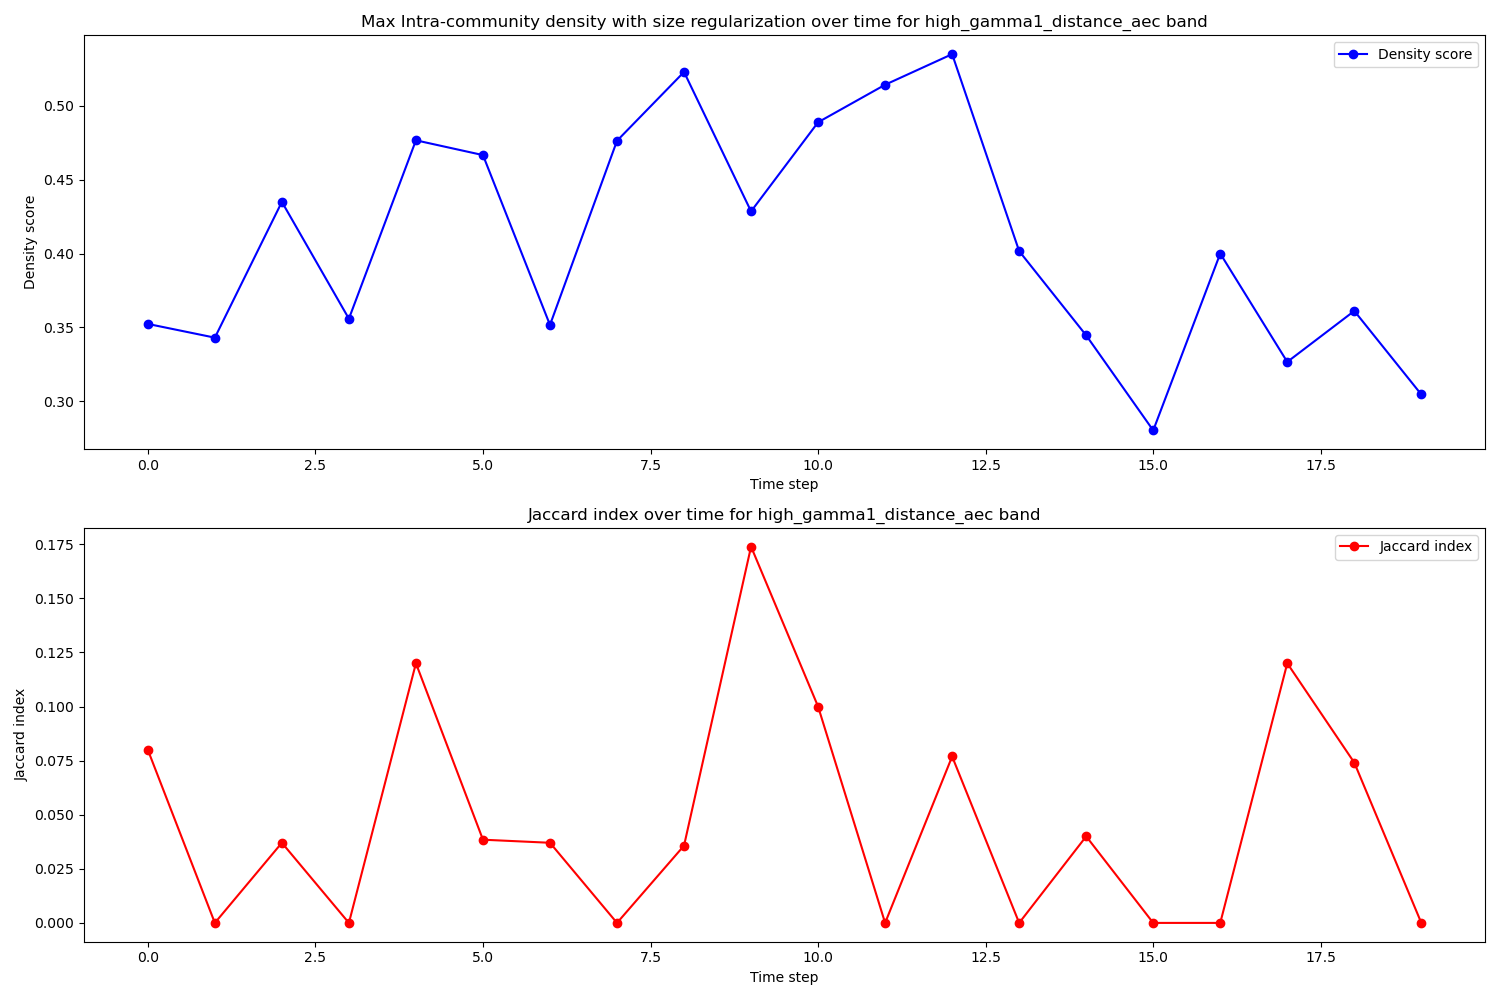 Max Intra-community density with size regularization over time for high_gamma1_distance_aec band
Density score
0.50
0.45
0.40
0.35
0.30
Density score
0.0 2.5 5.0 7.5 10.0 12.5 15.0 17.5
Time step
Jaccard index over time for high_gamma1_distance_aec band
Jaccard index
0.175
0.150
0.125
0.100
0.075
0.050
0.025
0.000
Jaccard index
0.0 2.5 5.0 7.5 10.0 12.5 15.0 17.5
Time step